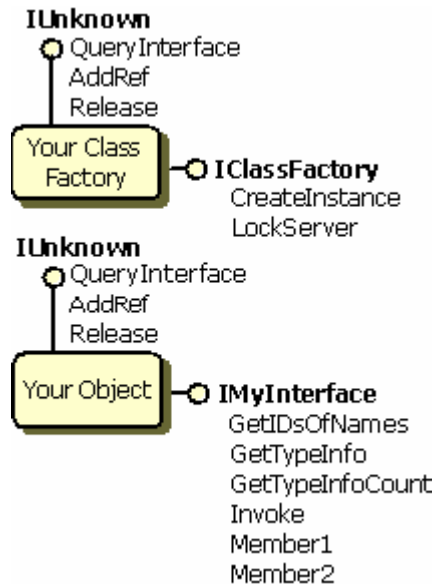 IUnknown
QueryInterface
AddRef
Release
Your Class
Factory
IClassFactory
CreateInstance
LockServer
IUnknown
QueryInterface
AddRef
Release
Your Object
IMyInterface
GetIDsOfNames
GetTypeInfo
GetTypeInfoCount
Invoke
Member1
Member2